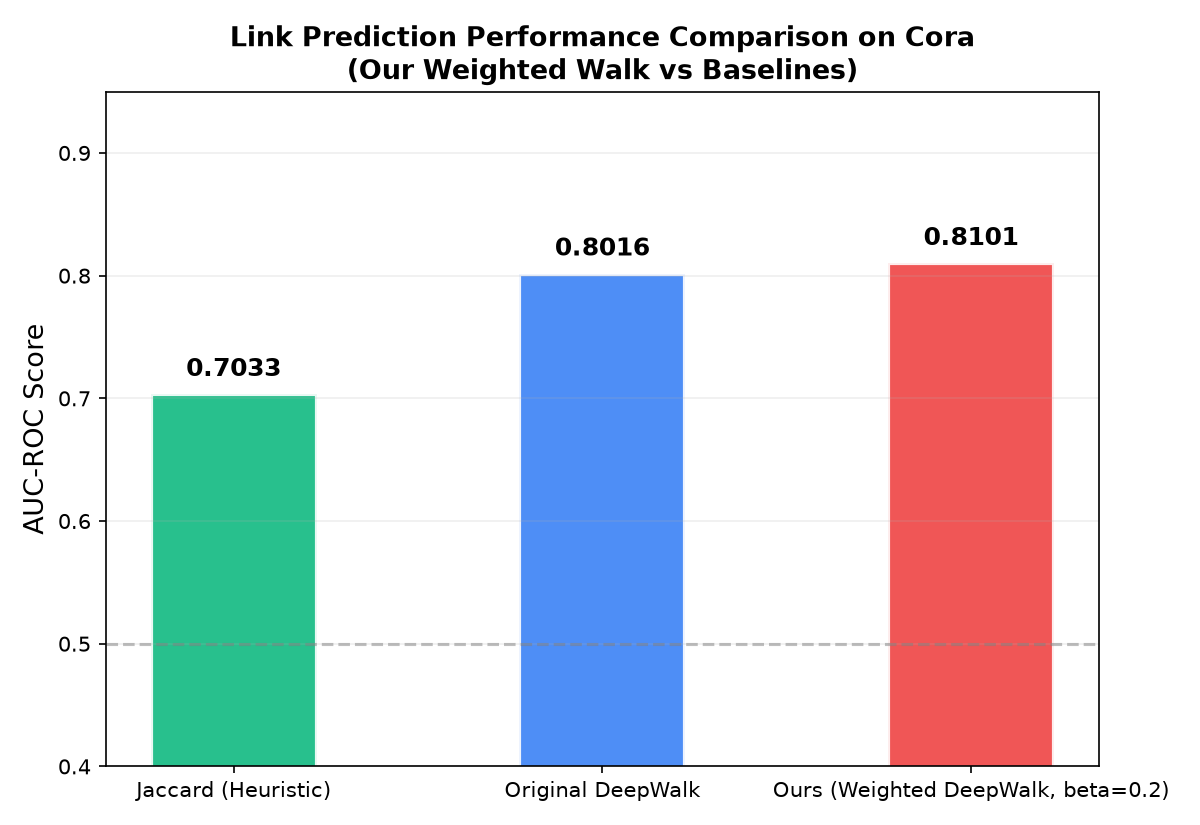 Link Prediction Performance Comparison on Cora
(Our Weighted Walk vs Baselines)
AUC-ROC Score
0.9
0.8
0.7
0.6
0.5
0.4
0.7033
0.8016
0.8101
Jaccard (Heuristic)
Original DeepWalk
Ours (Weighted DeepWalk, beta=0.2)